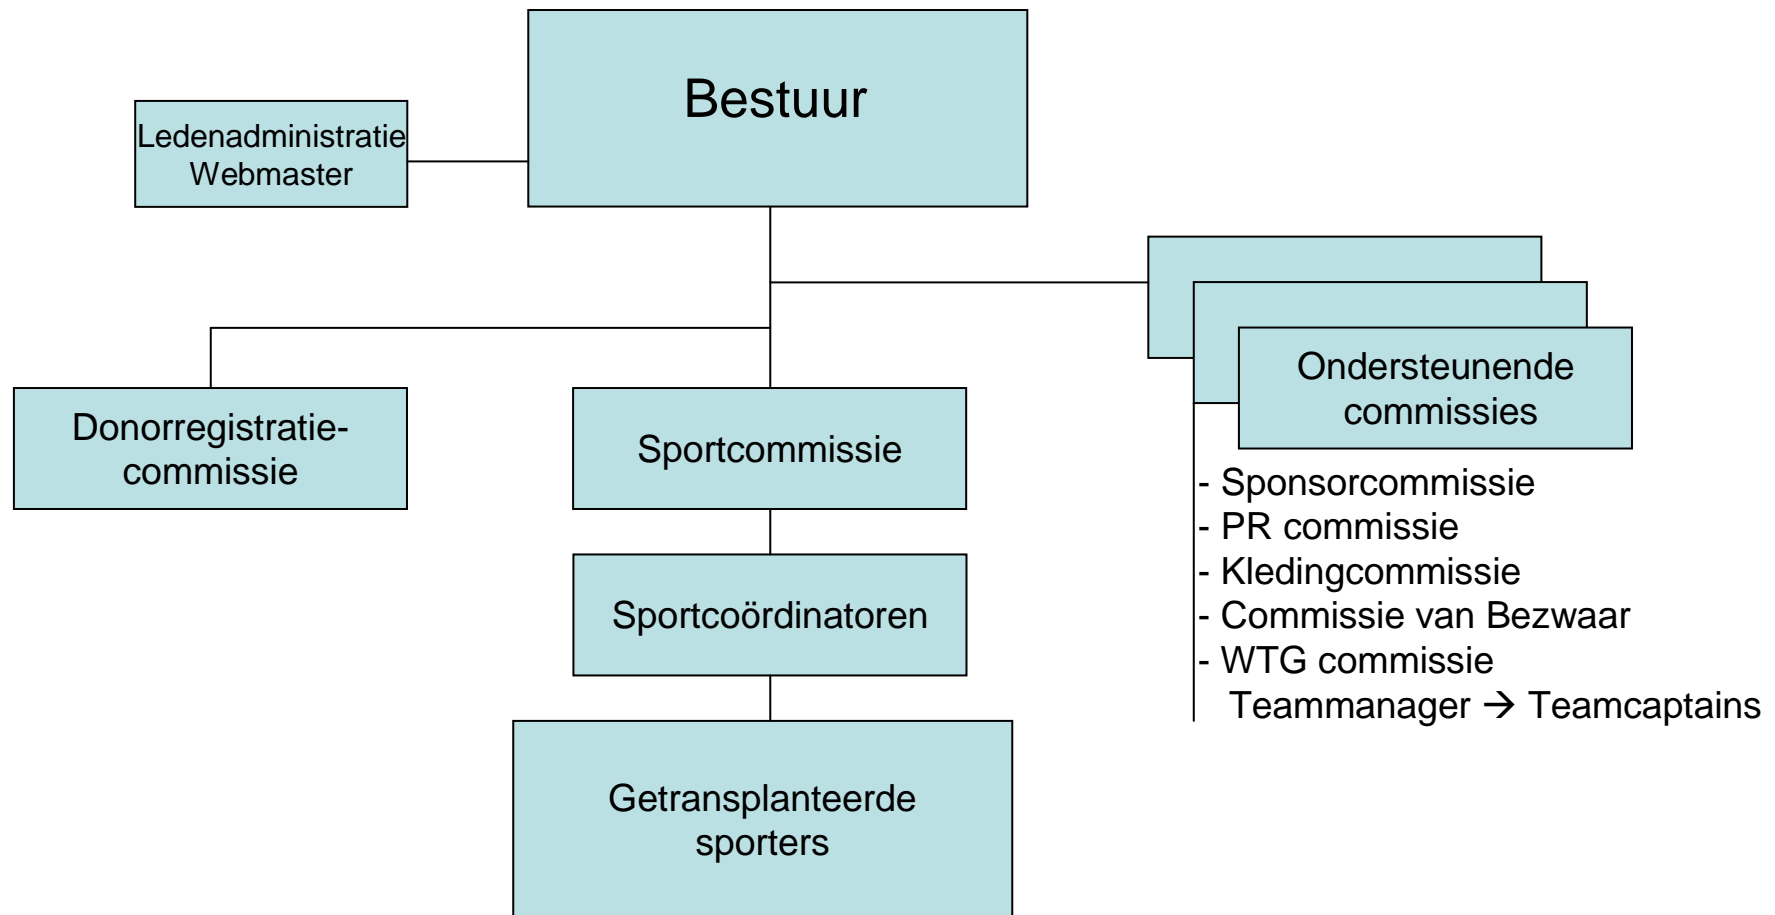 Bestuur
Ledenadministratie
Webmaster
Ondersteunende
commissies
Donorregistratie-
commissie
Sportcommissie
- Sponsorcommissie
- PR commissie
- Kledingcommissie
- Commissie van Bezwaar
- WTG commissie
Teammanager → Teamcaptains
Sportcoördinatoren
Getransplanteerde
sporters